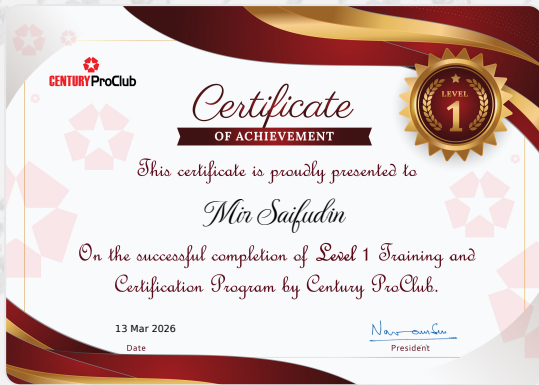 CENTURY ProClub
Certificate
OF ACHIEVEMENT
LEVEL
1
This certificate is proudly presented to
Mir Saifudin
On the successful completion of Level 1 Training and
Certification Program by Century ProClub.
13 Mar 2026
Date
President